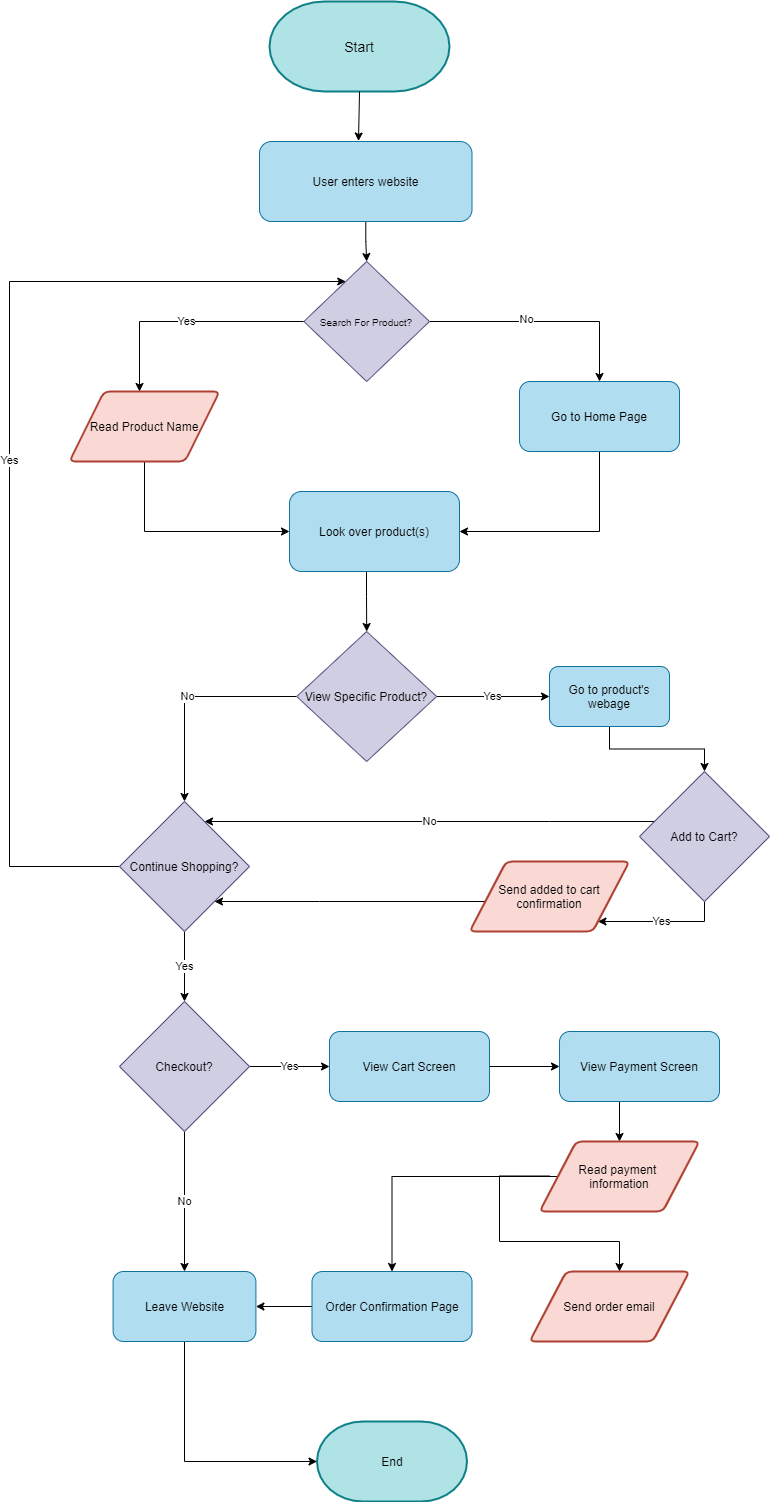 Start
User enters website
Search For Product?
Yes
No
Read Product Name
Go to Home Page
Yes
Look over product(s)
View Specific Product?
No
Yes
Go to product's
webage
No
Add to Cart?
Continue Shopping?
Send added to cart
confirmation
Yes
Yes
Checkout?
Yes
View Cart Screen
View Payment Screen
Read payment
information
No
Leave Website
Order Confirmation Page
Send order email
End